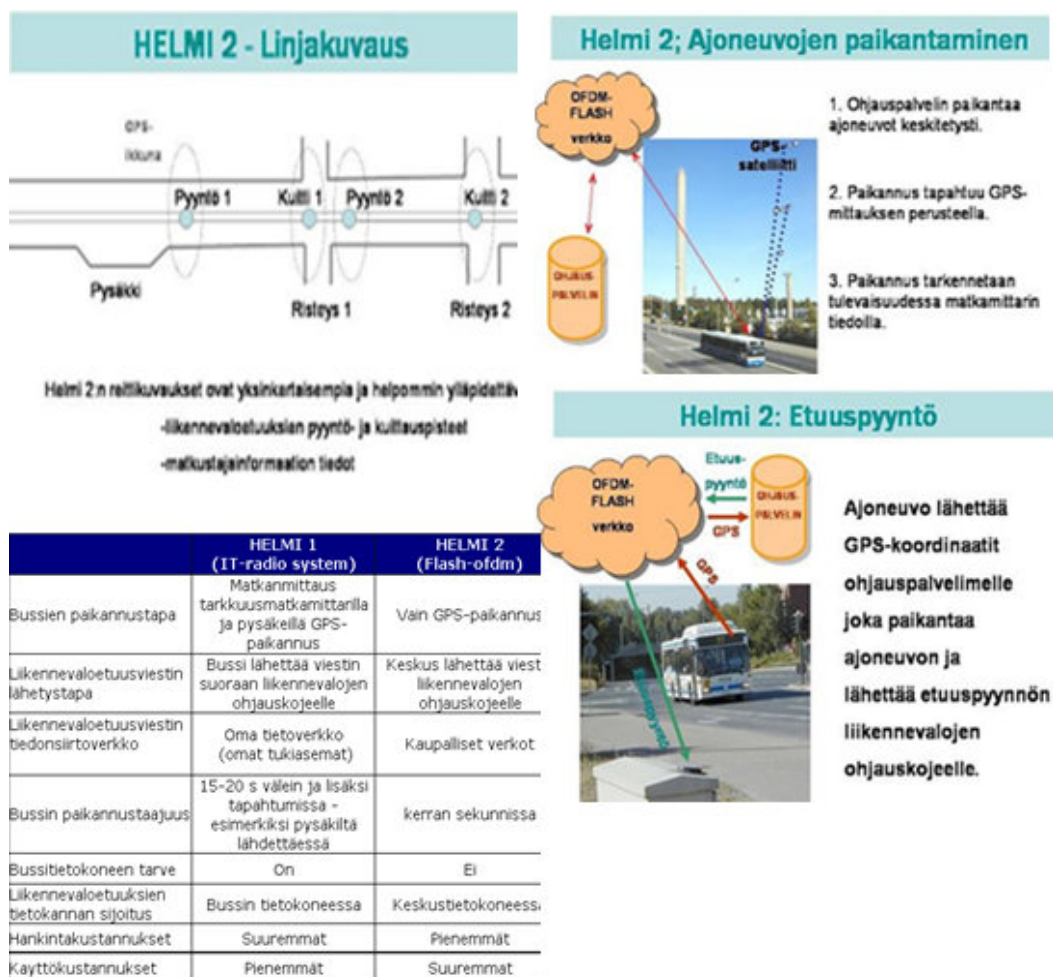 HELMI 2 - Linjakuvaus
GPS-
ikkuna
Pyyntö 1
Kuitti 1
Pyyntö 2
Kuitti 2
Pysäkki
Risteys 1
Risteys 2
Helmi 2:n reittikuvaukset ovat yksinkertaisempia ja helpommin ylläpidettäv
-liikennevaloetuuksien pyyntö- ja kuittauspisteet
-matkustajainformaation tiedot
HELMI 1
(IT-radio system)
HELMI 2
(Flash-ofdm)
Bussien paikannustapa
Matkanmittaus
tarkkuusmatkamittarilla
ja pysäkeillä GPS-
paikannus
Vain GPS-paikannus
Liikennevaloetuusviestin
lähetystapa
Bussi lähettää viestin
suoraan liikennevalojen
ohjauskojeelle
Keskus lähettää viest
liikennevalojen
ohjauskojeelle
Liikennevaloetuusviestin
tiedonsiirtoverkko
Oma tietoverkko
(omat tukiasemat)
Kaupalliset verkot
Bussin paikannustaajuus
15-20 s välein ja lisäksi
tapahtumissa -
esimerkiksi pysäkiltä
lähdettäessä
kerran sekunnissa
Bussitietokoneen tarve
On
Ei
Liikennevaloetuuksien
tietokannan sijoitus
Bussin tietokoneessa
Keskustietokoneessa
Hankintakustannukset
Suuremmat
Pienemmät
Kayttökustannukset
Pienemmät
Suuremmat
Helmi 2; Ajoneuvojen paikantaminen
OFDM-
FLASH
verkko
GPS-
satelliitti
OHJAUS-
PALVELIN
1. Ohjauspalvelin paikantaa
ajoneuvot keskitetysti.
2. Paikannus tapahtuu GPS-
mittauksen perusteella.
3. Paikannus tarkennetaan
tulevaisuudessa matkamittarin
tiedoilla.
Helmi 2: Etuuspyyntö
OFDM-
FLASH
verkko
Etuus-
pyyntö
GPS
OHJAUS-
PALVELIN
GPS
Etuuspyyntö
Ajoneuvo lähettää
GPS-koordinaatit
ohjauspalvelimelle
joka paikantaa
ajoneuvon ja
lähettää etuuspyynnön
liikennevalojen
ohjauskojeelle.